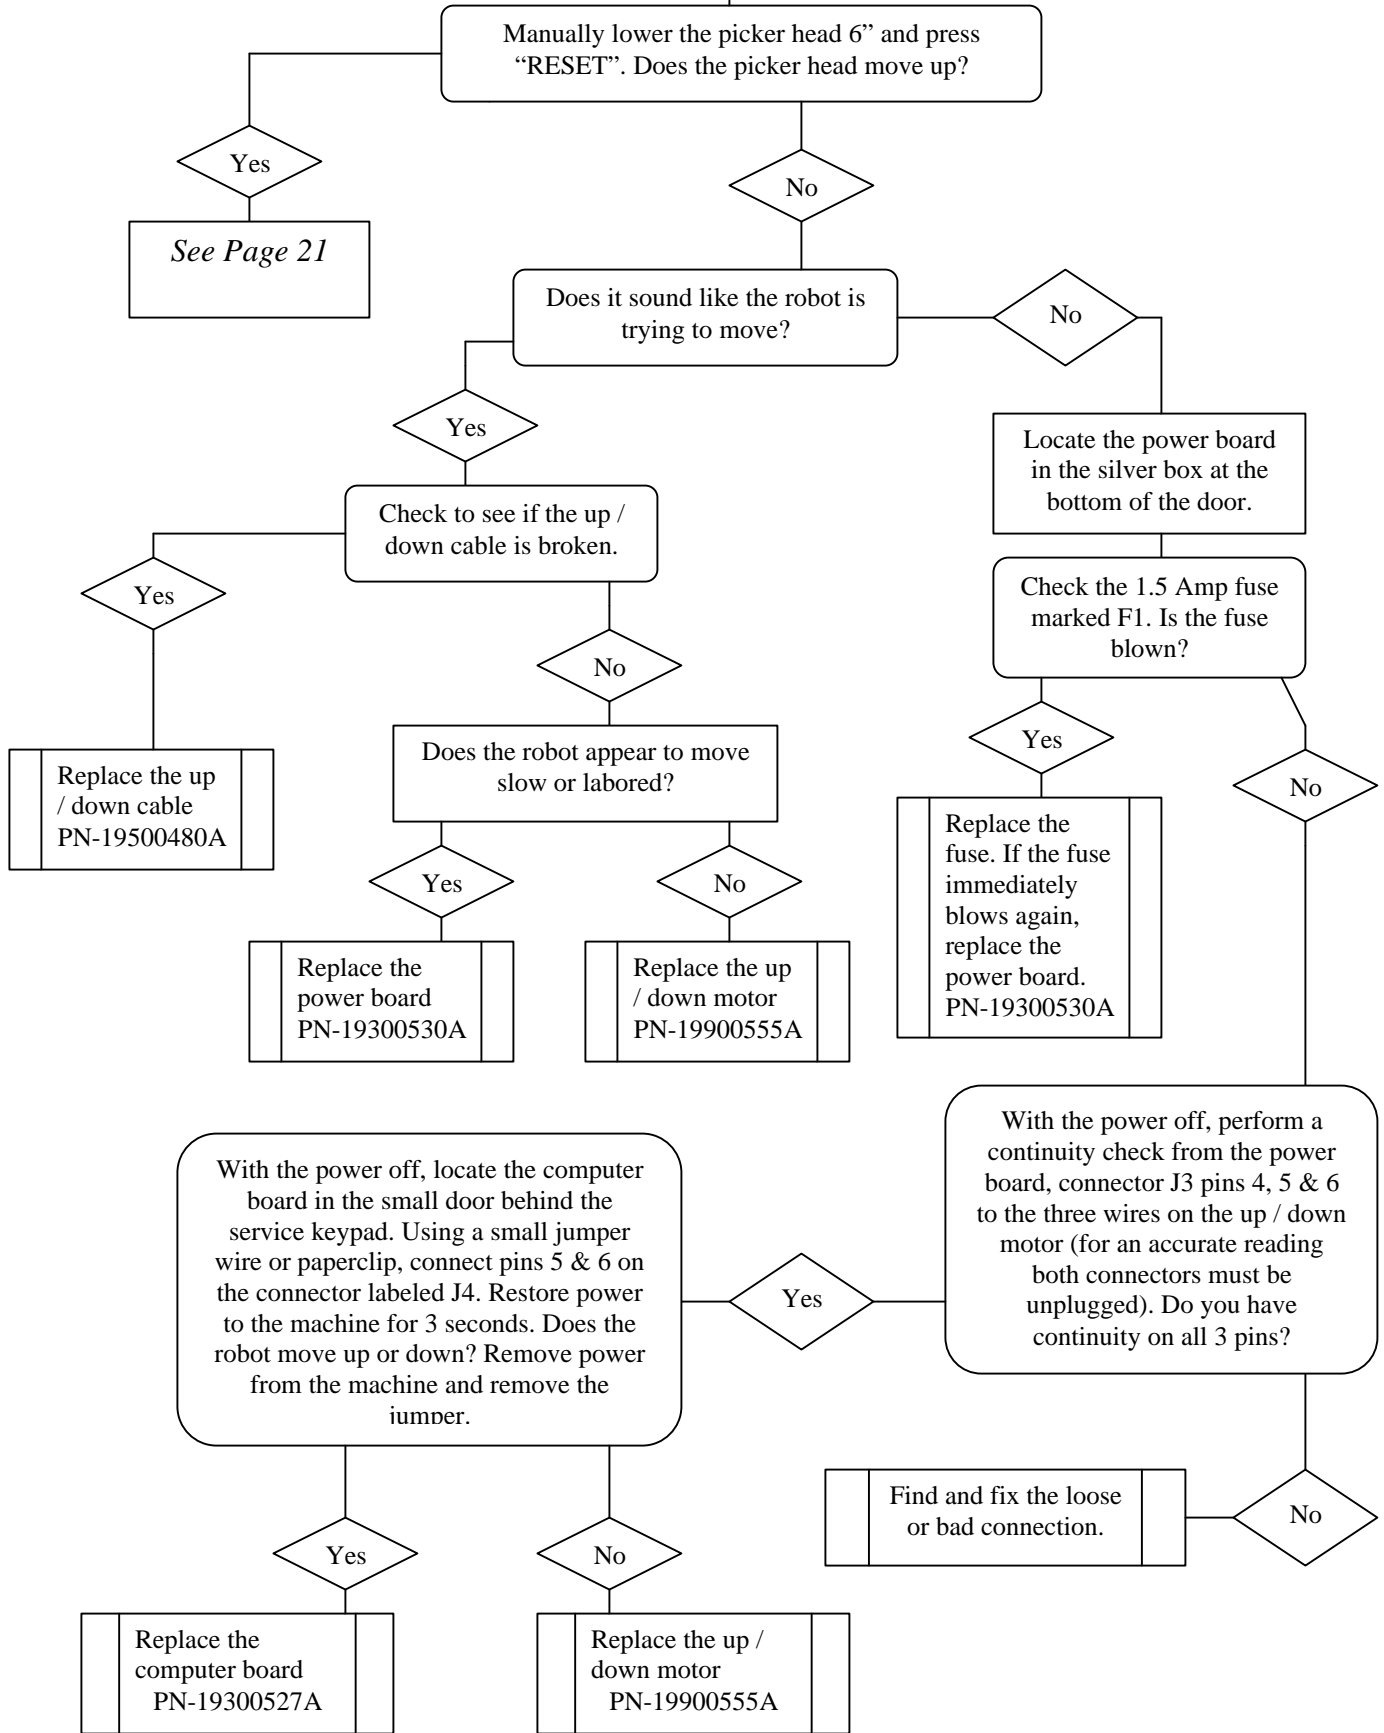 Manually lower the picker head 6” and press
“RESET”. Does the picker head move up?
Yes
No
See Page 21
Does it sound like the robot is
trying to move?
No
Yes
Locate the power board
in the silver box at the
bottom of the door.
Check to see if the up /
down cable is broken.
Yes
No
Check the 1.5 Amp fuse
marked F1. Is the fuse
blown?
Yes
No
Replace the up
/ down cable
PN-19500480A
Does the robot appear to move
slow or labored?
Yes
No
Replace the
fuse. If the fuse
immediately
blows again,
replace the
power board.
PN-19300530A
Replace the
power board
PN-19300530A
Replace the up
/ down motor
PN-19900555A
With the power off, perform a
continuity check from the power
board, connector J3 pins 4, 5 & 6
to the three wires on the up / down
motor (for an accurate reading
both connectors must be
unplugged). Do you have
continuity on all 3 pins?
Yes
With the power off, locate the computer
board in the small door behind the
service keypad. Using a small jumper
wire or paperclip, connect pins 5 & 6 on
the connector labeled J4. Restore power
to the machine for 3 seconds. Does the
robot move up or down? Remove power
from the machine and remove the
jumper.
Find and fix the loose
or bad connection.
No
Yes
No
Replace the
computer board
PN-19300527A
Replace the up /
down motor
PN-19900555A